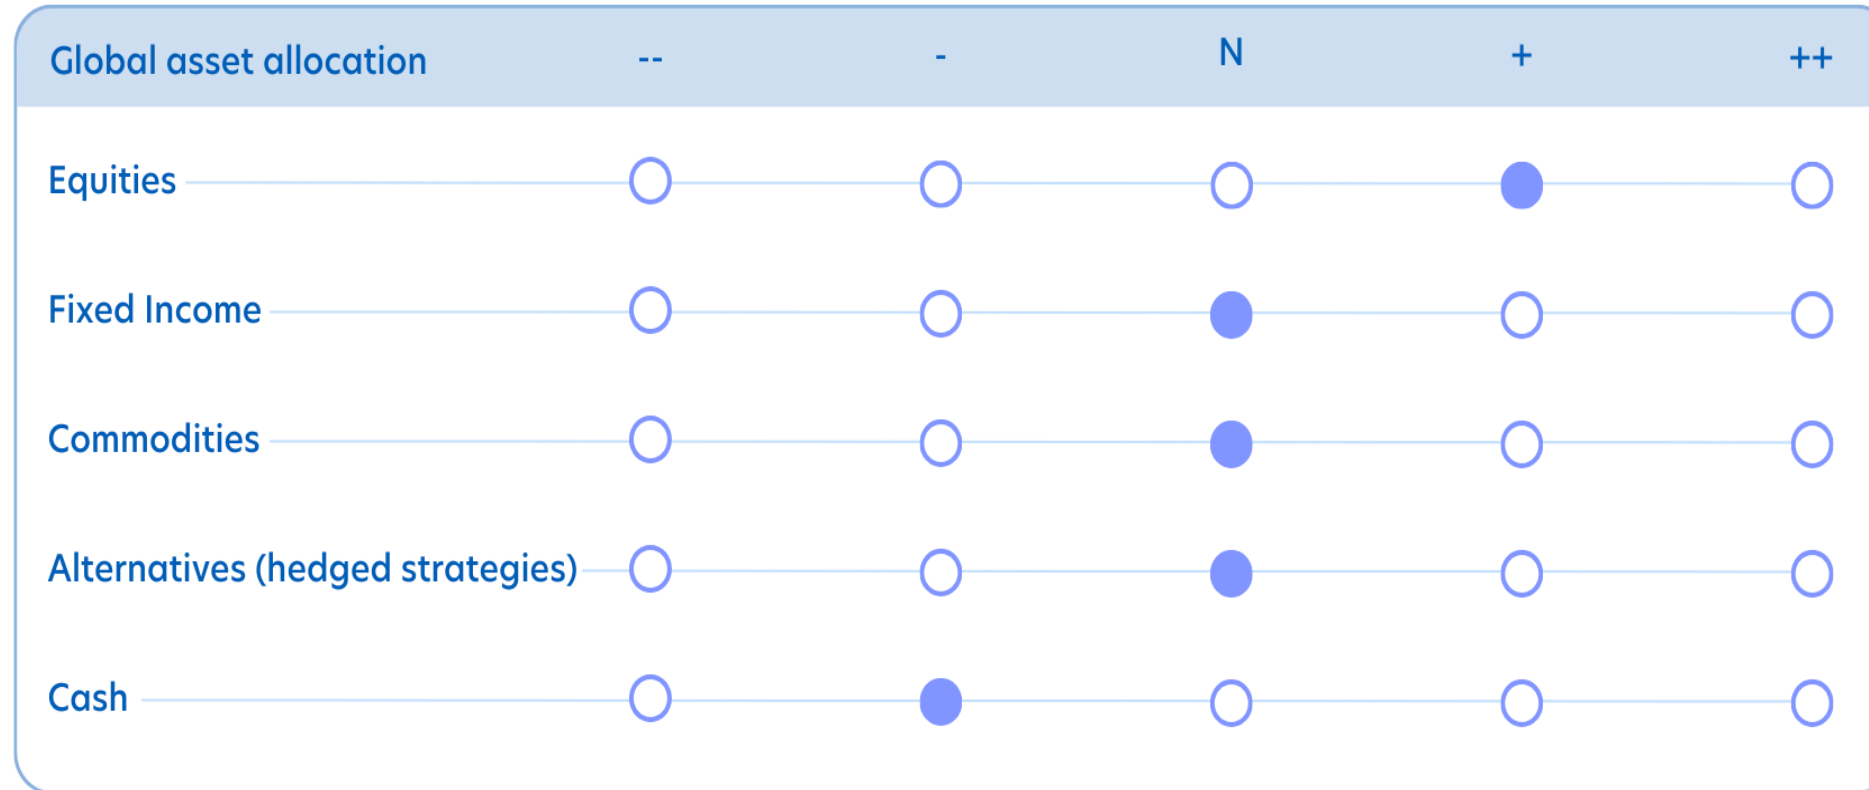 Global asset allocation -- - N + ++
Equities
Fixed Income
Commodities
Alternatives (hedged strategies)
Cash